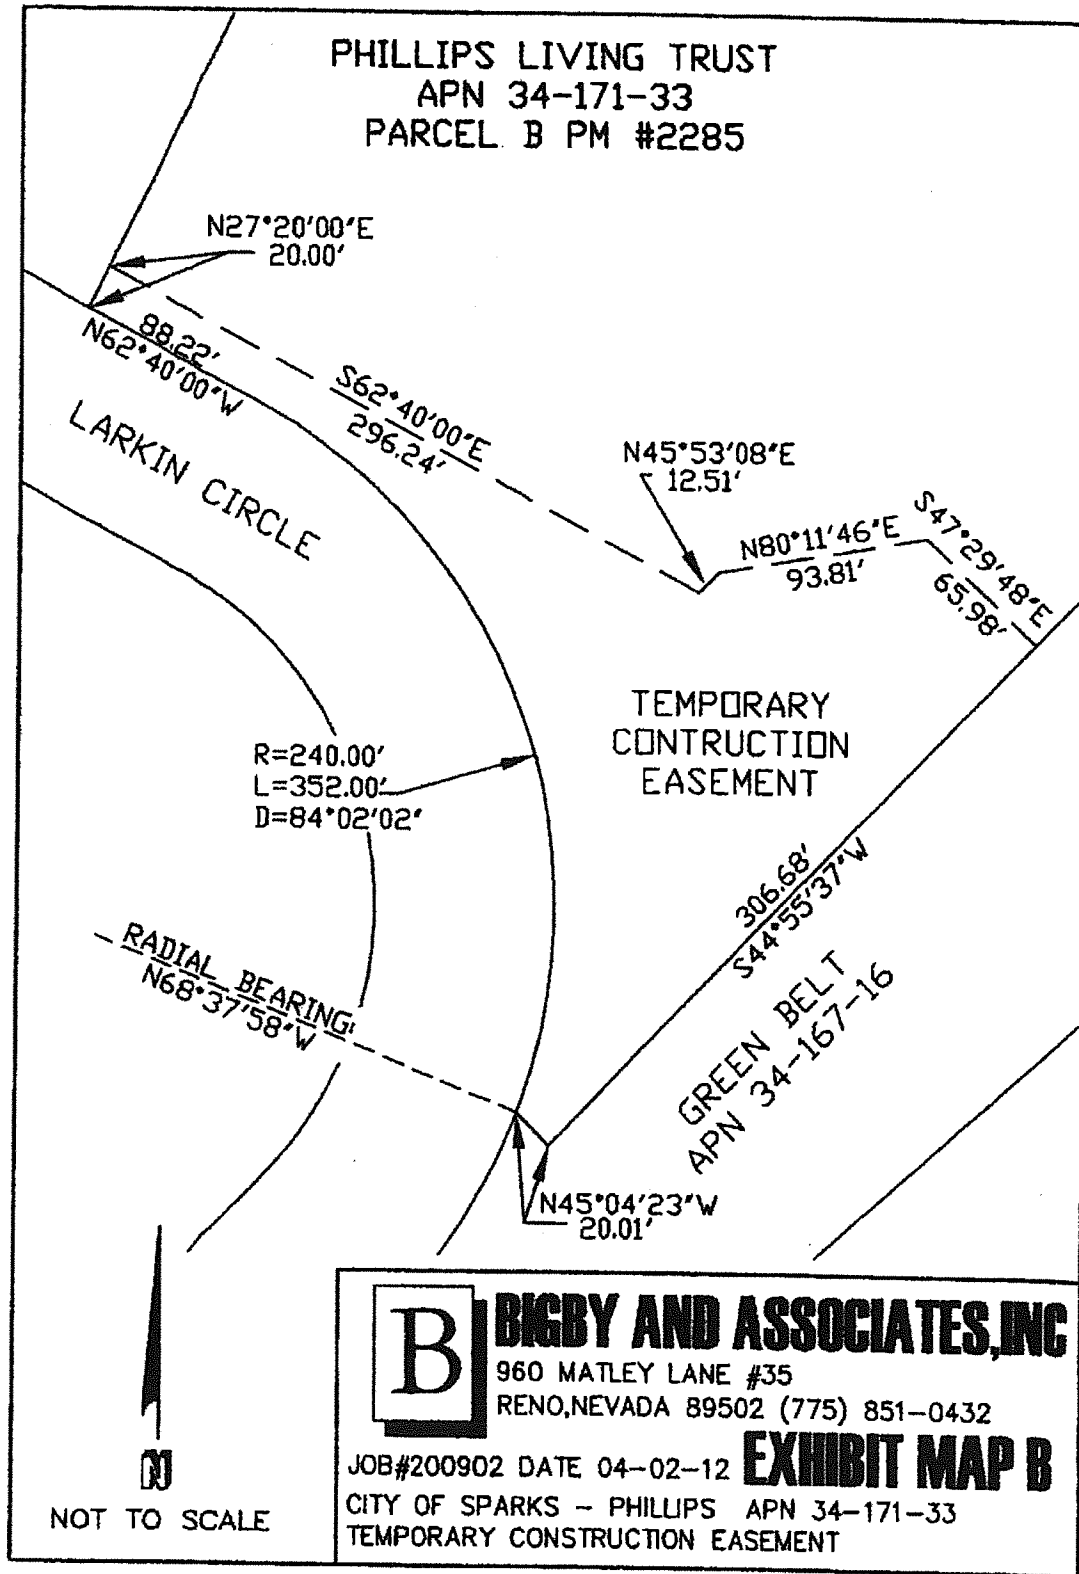 PHILLIPS LIVING TRUST
APN 34-171-33
PARCEL B PM #2285
N27°20'00"E
20.00'
88.22'
N62°40'00"W
S62°40'00"E
296.24'
LARKIN CIRCLE
N45°53'08"E
12.51'
N80°11'46"E
93.81'
S47°29'48"E
65.98'
TEMPORARY
CONTRUCTION
EASEMENT
R=240.00'
L=352.00'
D=84°02'02"
306.68'
S44°55'37"W
RADIAL BEARING
N68°37'58"W
GREEN BELT
APN 34-167-16
N45°04'23"W
20.01'
B
BIGBY AND ASSOCIATES,INC
960 MATLEY LANE #35
RENO,NEVADA 89502 (775) 851-0432
JOB#200902 DATE 04-02-12 EXHIBIT MAP B
CITY OF SPARKS - PHILLIPS APN 34-171-33
TEMPORARY CONSTRUCTION EASEMENT
N
NOT TO SCALE